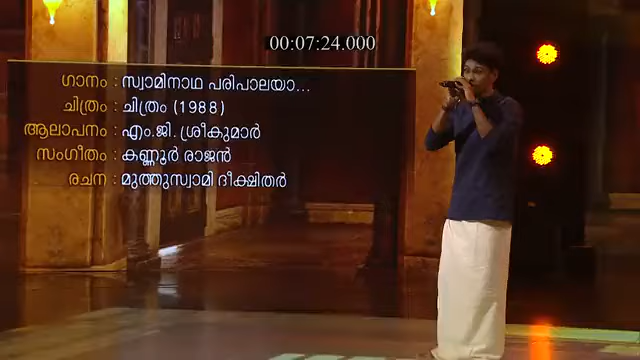 00:07:24.000
ഗാനം : സ്വാമിനാഥ പരിപാലയാ...
ചിത്രം : ചിത്രം (1988)
ആലാപനം : എം.ജി. ശ്രീകുമാർ
സംഗീതം : കണ്ണൂർ രാജൻ
രചന : മുത്തുസ്വാമി ദീക്ഷിതർ